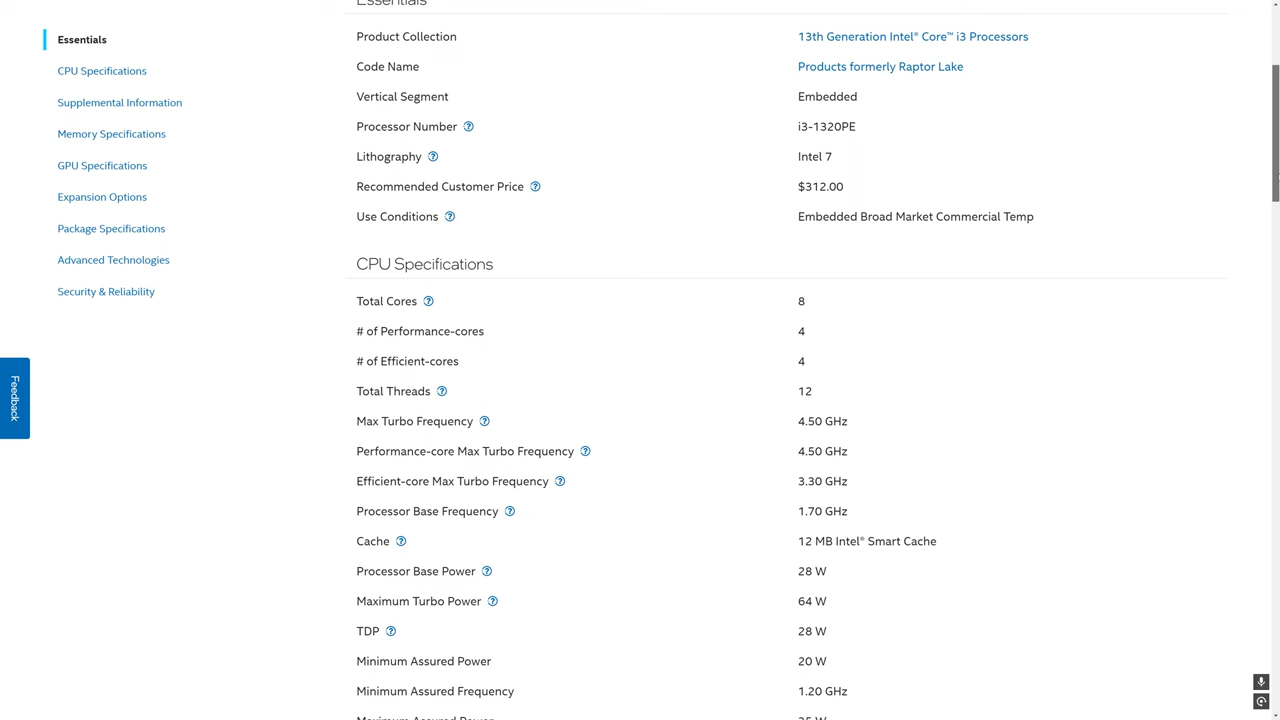 Essentials
Essentials
CPU Specifications
Supplemental Information
Memory Specifications
GPU Specifications
Expansion Options
Package Specifications
Advanced Technologies
Security & Reliability
Feedback
Product Collection 13th Generation Intel® Core™ i3 Processors
Code Name Products formerly Raptor Lake
Vertical Segment Embedded
Processor Number ? i3-1320PE
Lithography ? Intel 7
Recommended Customer Price ? $312.00
Use Conditions ? Embedded Broad Market Commercial Temp
CPU Specifications
Total Cores ? 8
# of Performance-cores 4
# of Efficient-cores 4
Total Threads ? 12
Max Turbo Frequency ? 4.50 GHz
Performance-core Max Turbo Frequency ? 4.50 GHz
Efficient-core Max Turbo Frequency ? 3.30 GHz
Processor Base Frequency ? 1.70 GHz
Cache ? 12 MB Intel® Smart Cache
Processor Base Power ? 28 W
Maximum Turbo Power ? 64 W
TDP ? 28 W
Minimum Assured Power 20 W
Minimum Assured Frequency 1.20 GHz